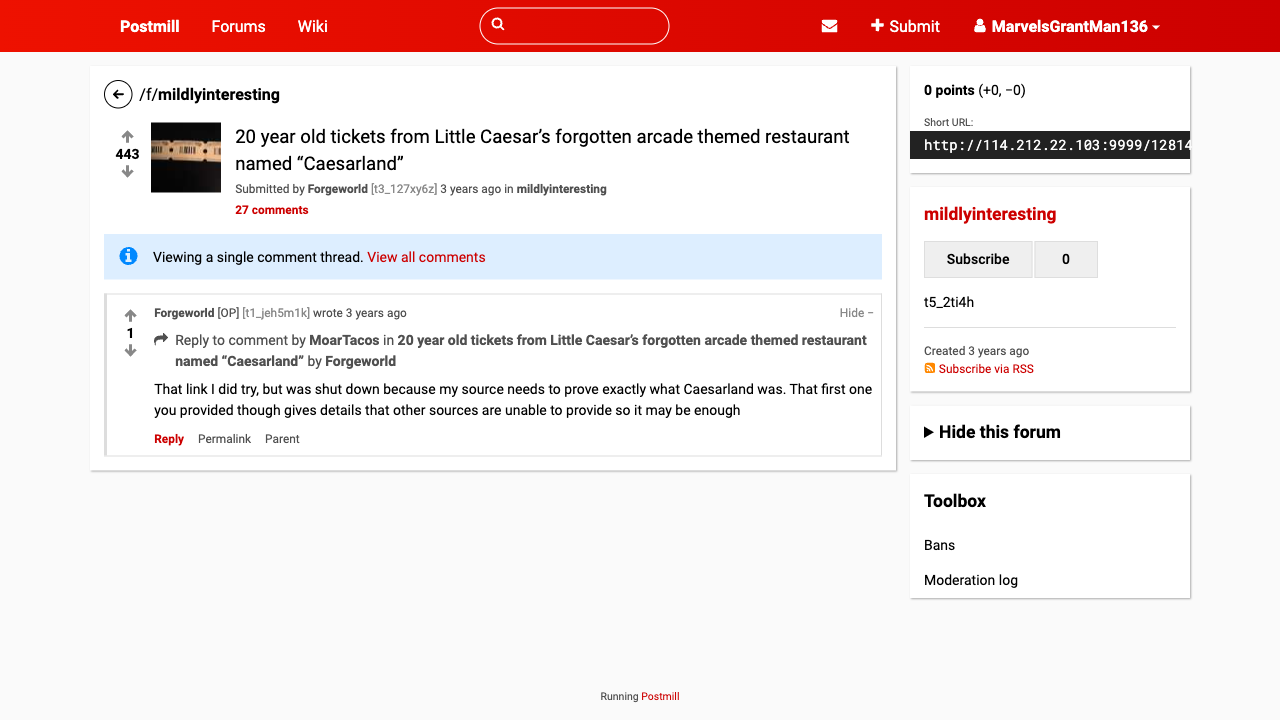 Postmill
Forums
Wiki
Submit
MarvelsGrantMan136
/f/mildlyinteresting
443
20 year old tickets from Little Caesar’s forgotten arcade themed restaurant
named “Caesarland”
Submitted by Forgeworld [t3_127xy6z] 3 years ago in mildlyinteresting
27 comments
Viewing a single comment thread. View all comments
1
Forgeworld [OP] [t1_jeh5m1k] wrote 3 years ago
Hide −
Reply to comment by MoarTacos in 20 year old tickets from Little Caesar’s forgotten arcade themed restaurant
named “Caesarland” by Forgeworld
That link I did try, but was shut down because my source needs to prove exactly what Caesarland was. That first one
you provided though gives details that other sources are unable to provide so it may be enough
Reply Permalink Parent
0 points (+0, −0)
Short URL:
http://114.212.22.103:9999/12814
mildlyinteresting
Subscribe 0
t5_2ti4h
Created 3 years ago
Subscribe via RSS
Hide this forum
Toolbox
Bans
Moderation log
Running Postmill